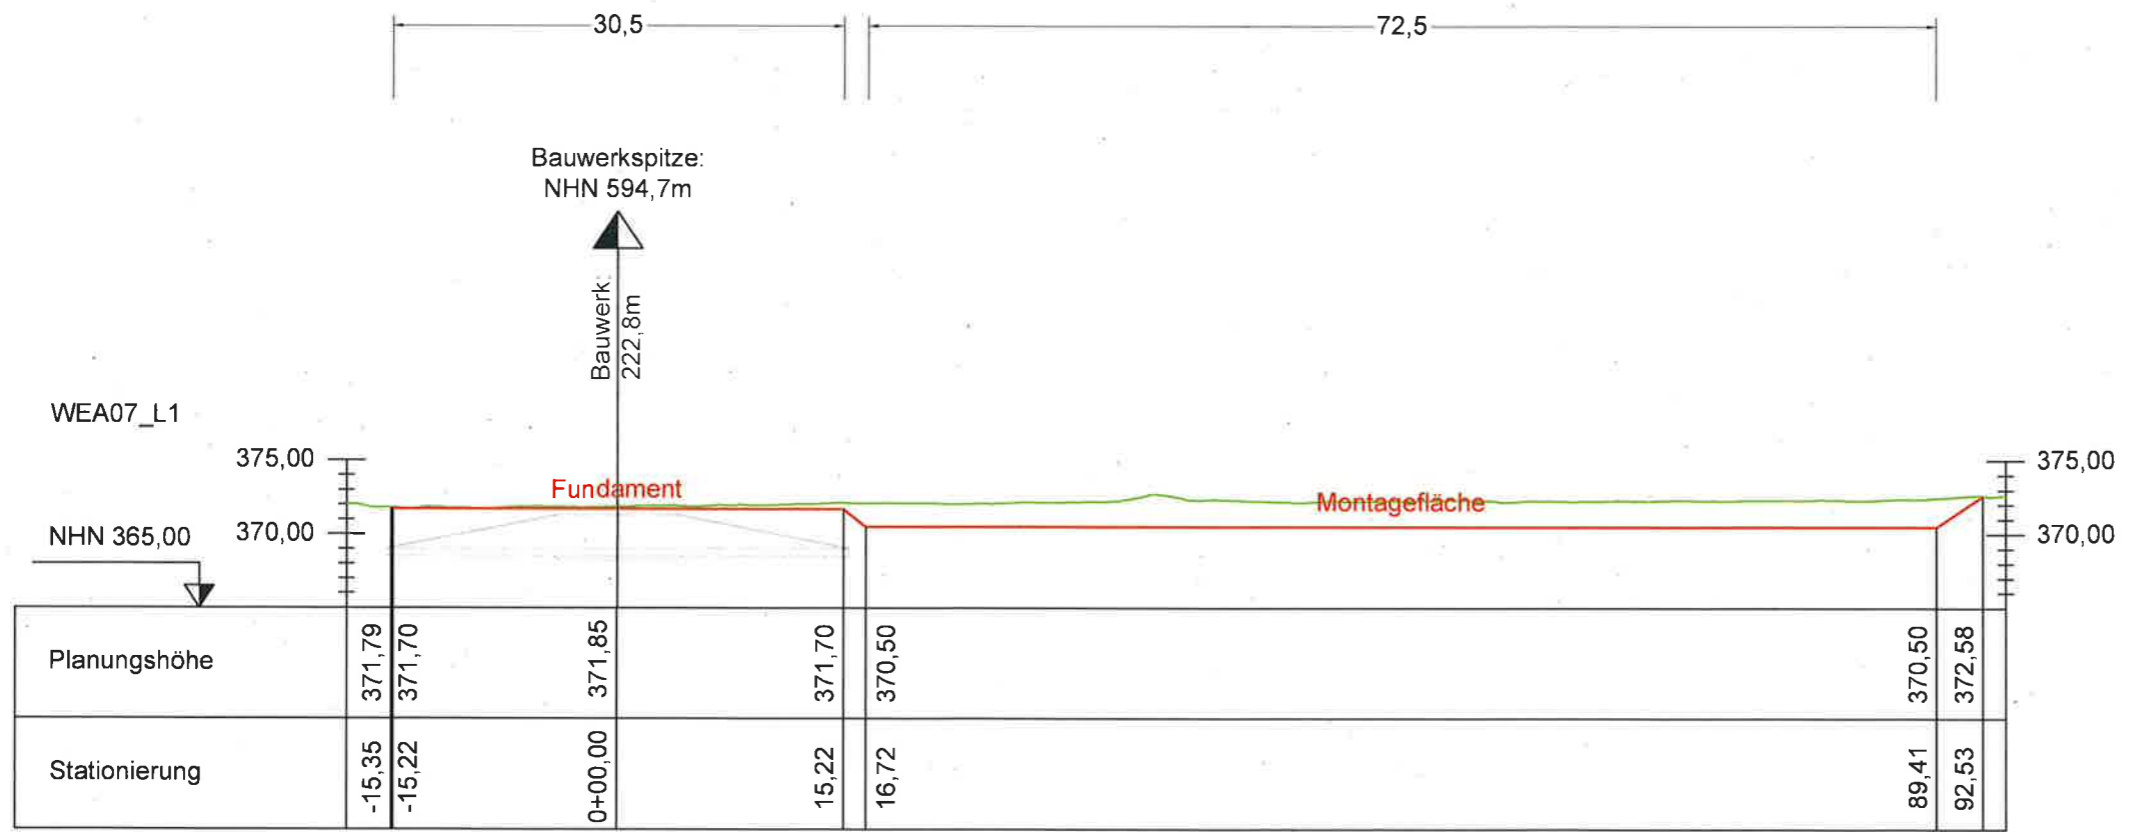 30,5
72,5
Bauwerkspitze:
NHN 594,7m
Bauwerk:
222,8m
WEA07_L1
375,00
375,00
Fundament
Montagefläche
NHN 365,00
370,00
370,00
Planungshöhe
371,79
371,70
371,85
371,70
370,50
370,50
372,58
Stationierung
-15,35
-15,22
0+00,00
15,22
16,72
89,41
92,53